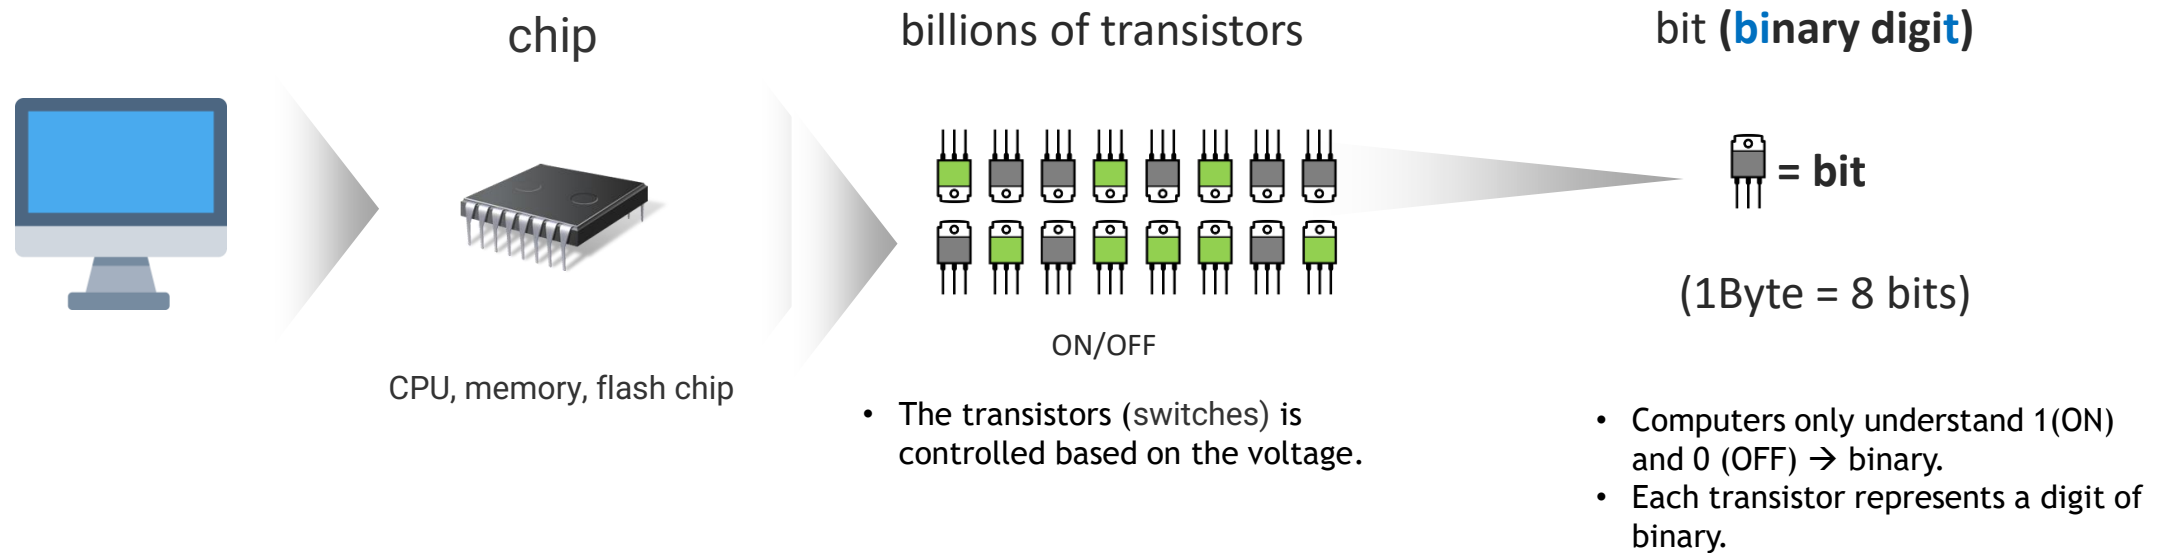 chip
CPU, memory, flash chip
billions of transistors
ON/OFF
• The transistors (switches) is
controlled based on the voltage.
bit (binary digit)
= bit
(1Byte = 8 bits)
• Computers only understand 1(ON)
and 0 (OFF) → binary.
• Each transistor represents a digit of
binary.